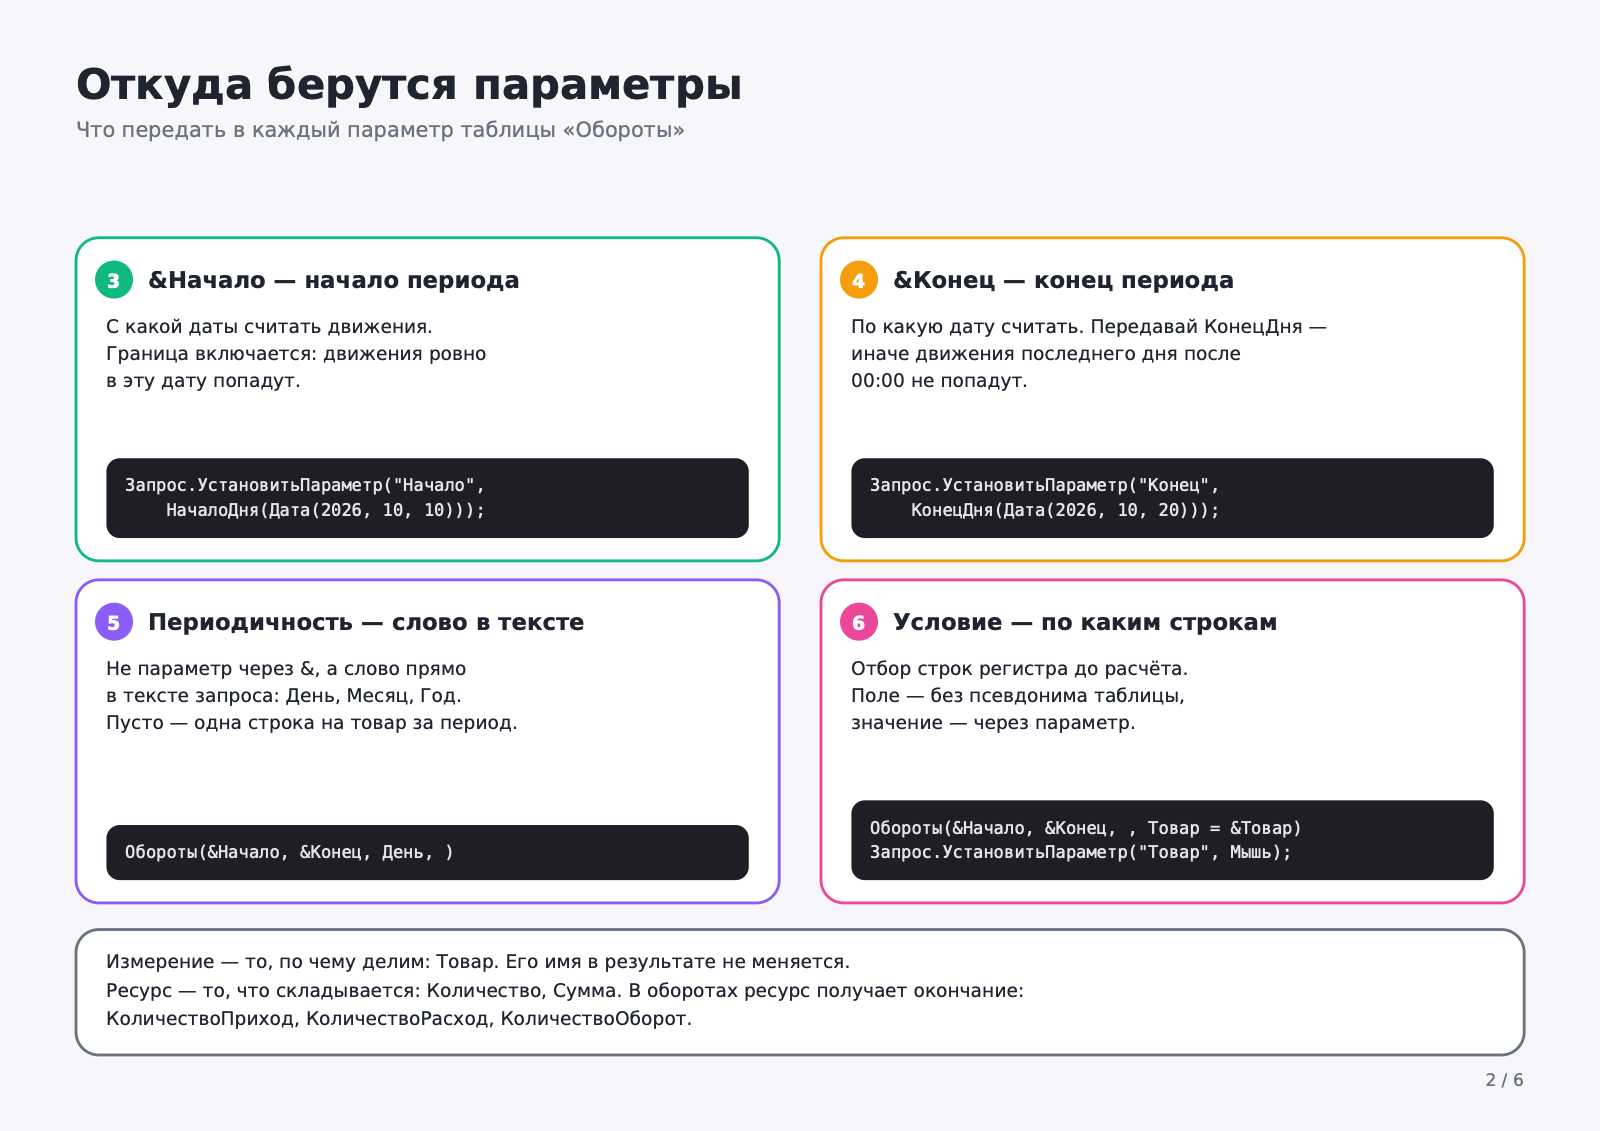 Откуда берутся параметры
Что передать в каждый параметр таблицы «Обороты»
3 &Начало — начало периода
С какой даты считать движения.
Граница включается: движения ровно
в эту дату попадут.
Запрос.УстановитьПараметр("Начало",
    НачалоДня(Дата(2026, 10, 10)));
4 &Конец — конец периода
По какую дату считать. Передавай КонецДня —
иначе движения последнего дня после
00:00 не попадут.
Запрос.УстановитьПараметр("Конец",
    КонецДня(Дата(2026, 10, 20)));
5 Периодичность — слово в тексте
Не параметр через &, а слово прямо
в тексте запроса: День, Месяц, Год.
Пусто — одна строка на товар за период.
Обороты(&Начало, &Конец, День, )
6 Условие — по каким строкам
Отбор строк регистра до расчёта.
Поле — без псевдонима таблицы,
значение — через параметр.
Обороты(&Начало, &Конец, , Товар = &Товар)
Запрос.УстановитьПараметр("Товар", Мышь);
Измерение — то, по чему делим: Товар. Его имя в результате не меняется.
Ресурс — то, что складывается: Количество, Сумма. В оборотах ресурс получает окончание:
КоличествоПриход, КоличествоРасход, КоличествоОборот.
2 / 6